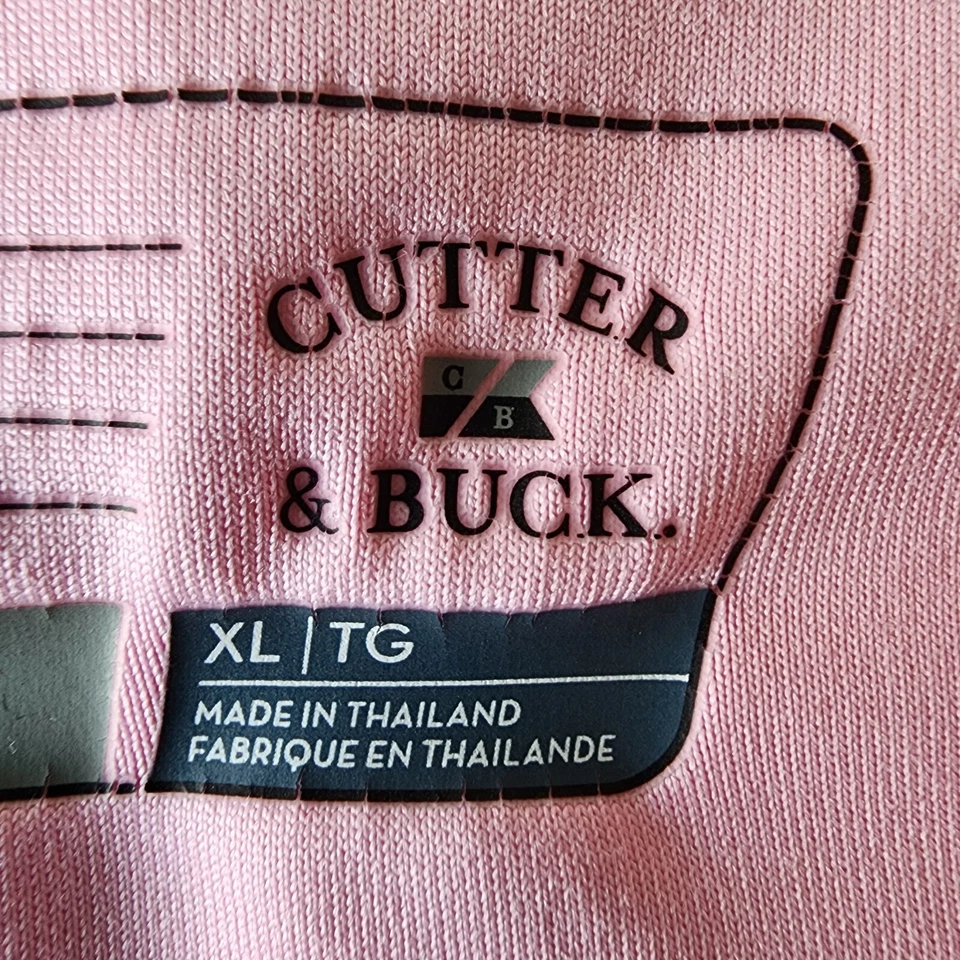 CUTTER
C
B
& BUCK.
XL | TG
MADE IN THAILAND
FABRIQUE EN THAILANDE